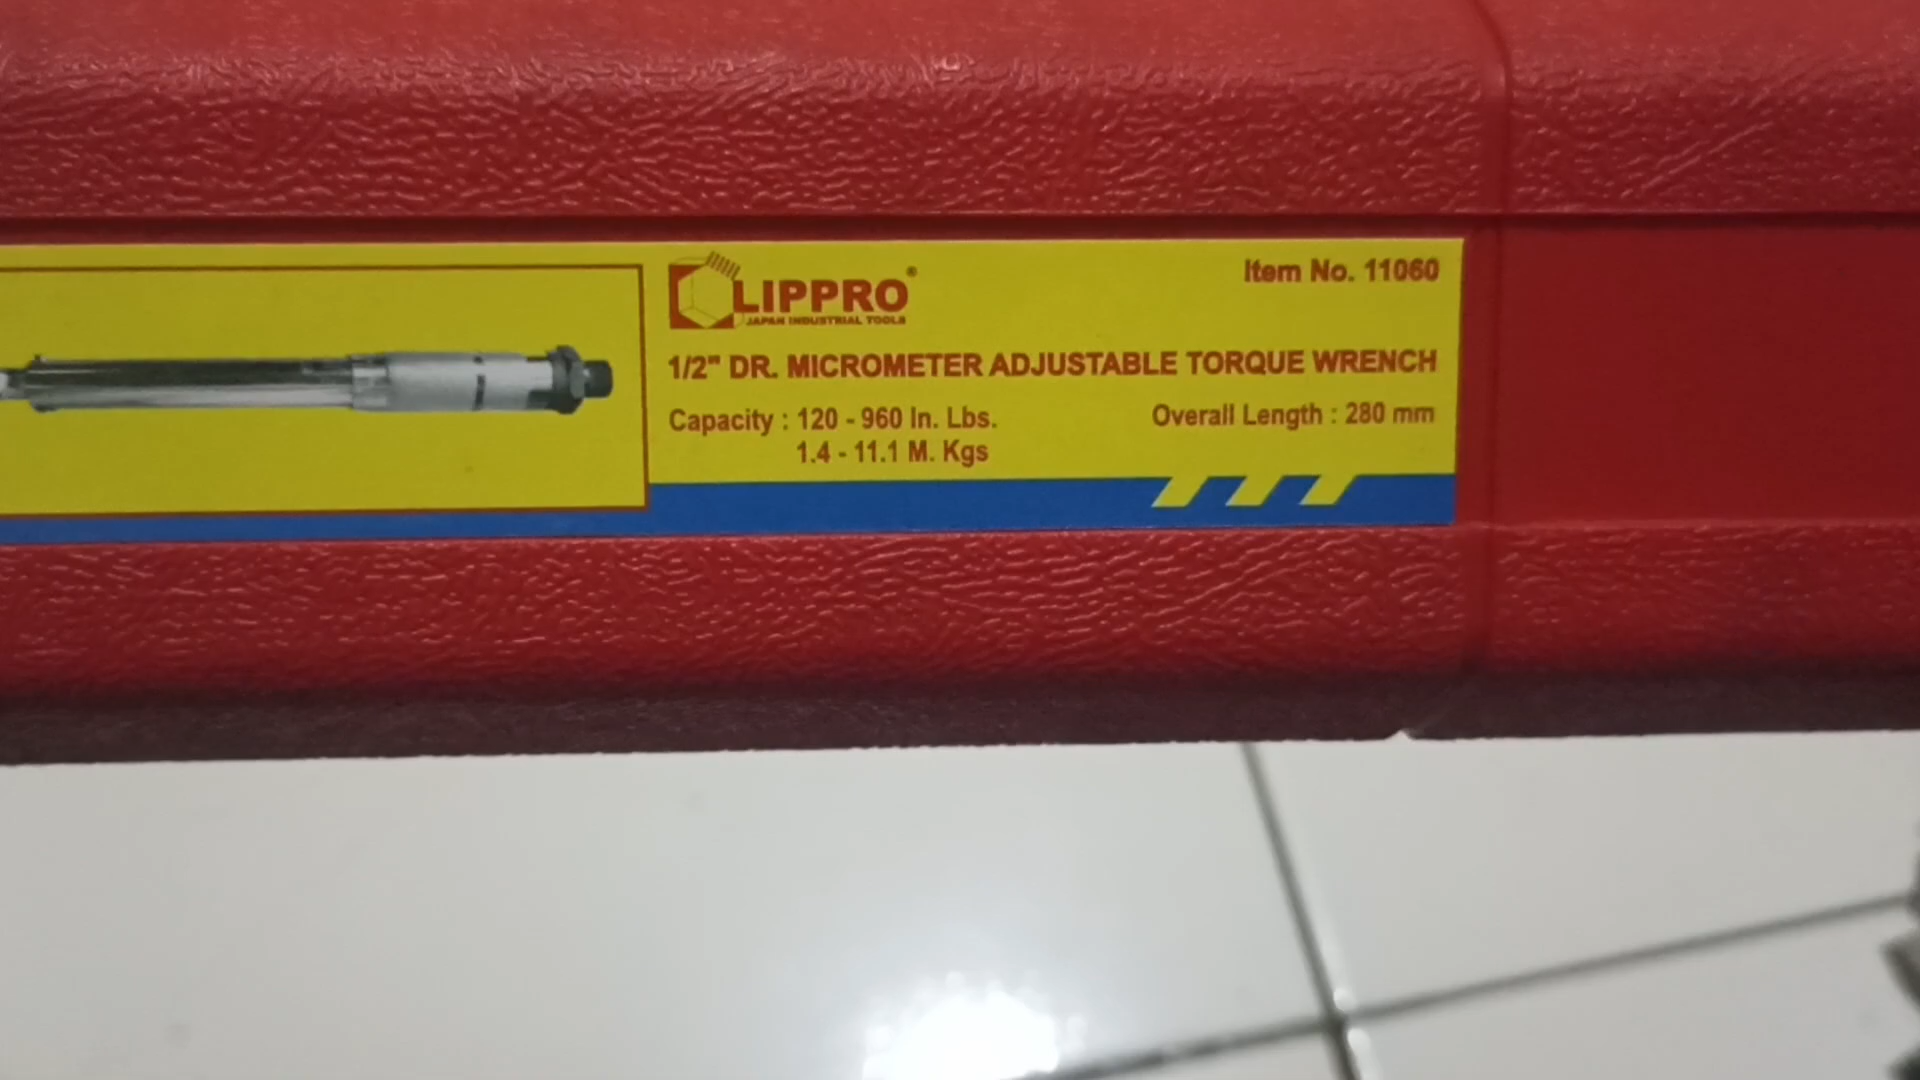 LIPPRO®
JAPAN INDUSTRIAL TOOLS
Item No. 11060
1/2" DR. MICROMETER ADJUSTABLE TORQUE WRENCH
Capacity : 120 - 960 In. Lbs.
1.4 - 11.1 M. Kgs
Overall Length : 280 mm